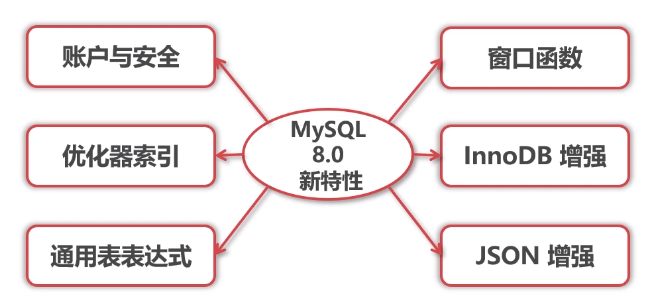 账户与安全
窗口函数
MySQL
8.0
新特性
优化器索引
InnoDB 增强
通用表表达式
JSON 增强